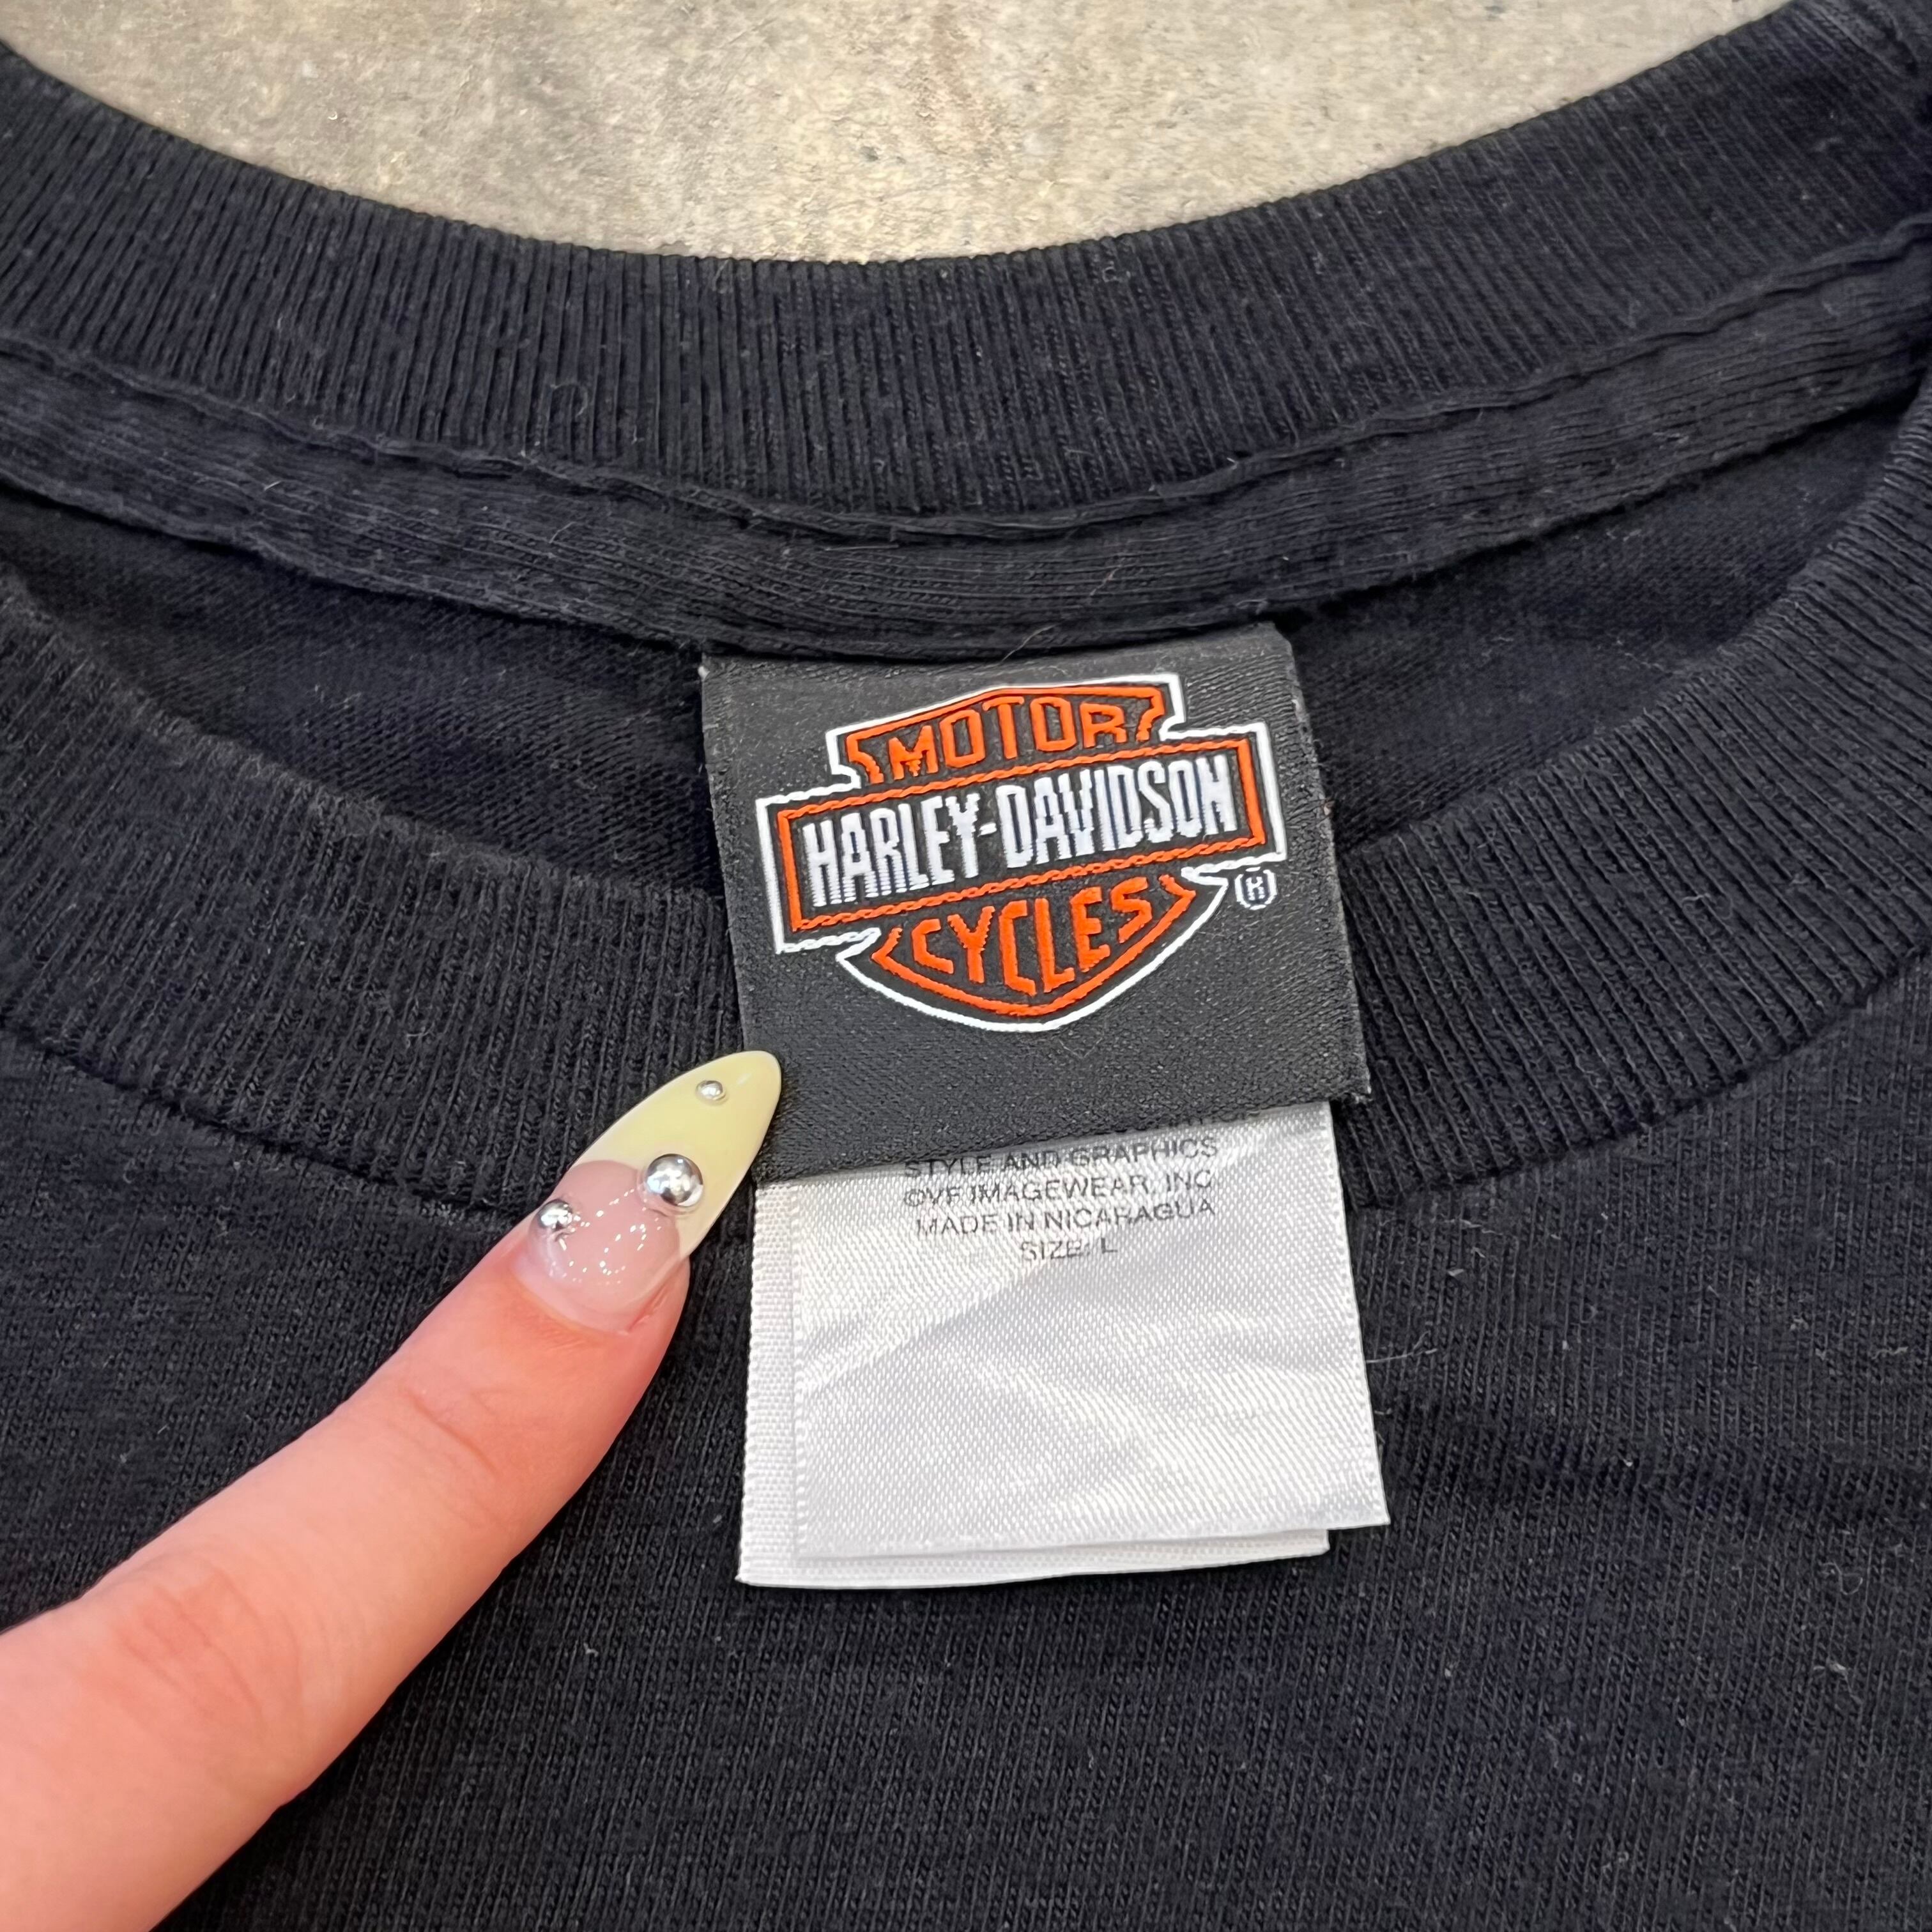 MOTOR
HARLEY-DAVIDSON
CYCLES
®
STYLE AND GRAPHICS
©VF IMAGEWEAR, INC
MADE IN NICARAGUA
SIZE: L